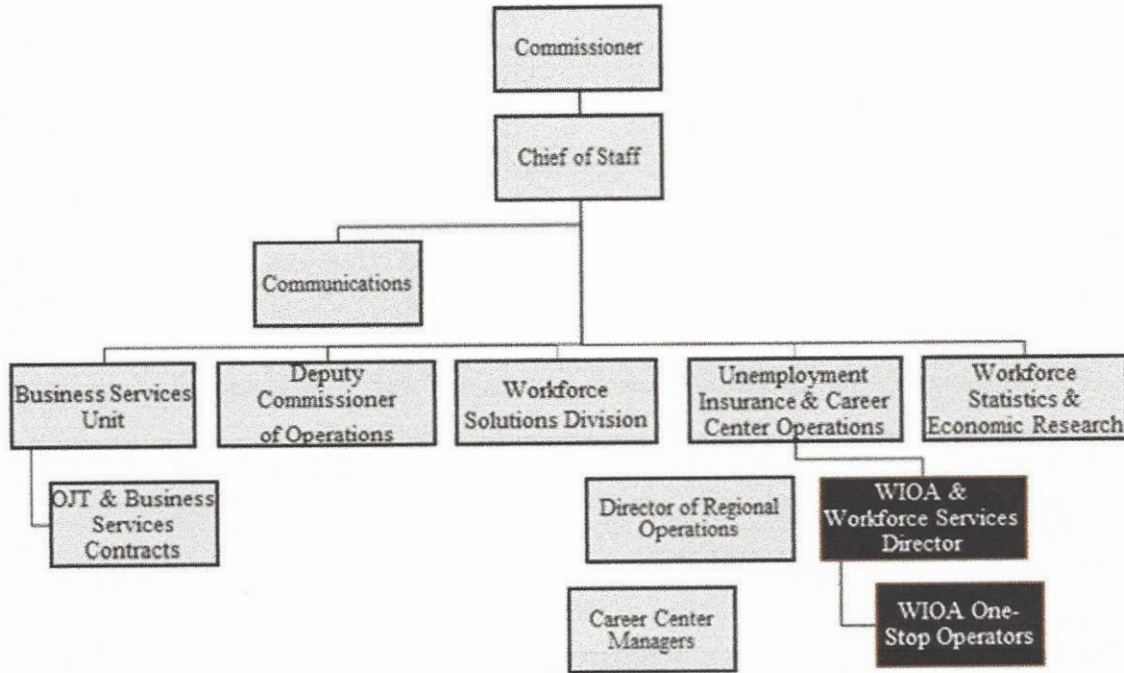 Commissioner
Chief of Staff
Communications
Business Services
Unit
Deputy
Commissioner
of Operations
Workforce
Solutions Division
Unemployment
Insurance & Career
Center Operations
Workforce
Statistics &
Economic Research
OJT & Business
Services
Contracts
Director of Regional
Operations
WIOA &
Workforce Services
Director
Career Center
Managers
WIOA One-
Stop Operators